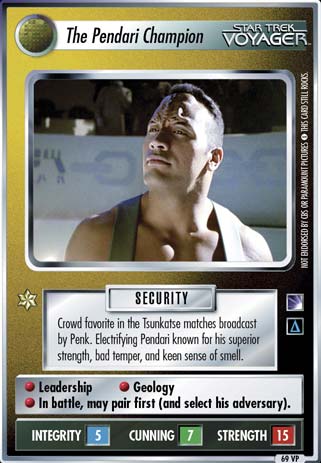 The Pendari Champion
STAR TREK
VOYAGER
NOT ENDORSED BY CBS OR PARAMOUNT PICTURES • THIS CARD STILL ROCKS.
SECURITY
Crowd favorite in the Tsunkatse matches broadcast
by Penk. Electrifying Pendari known for his superior
strength, bad temper, and keen sense of smell.
• Leadership • Geology
• In battle, may pair first (and select his adversary).
INTEGRITY 5 CUNNING 7 STRENGTH 15
69 VP